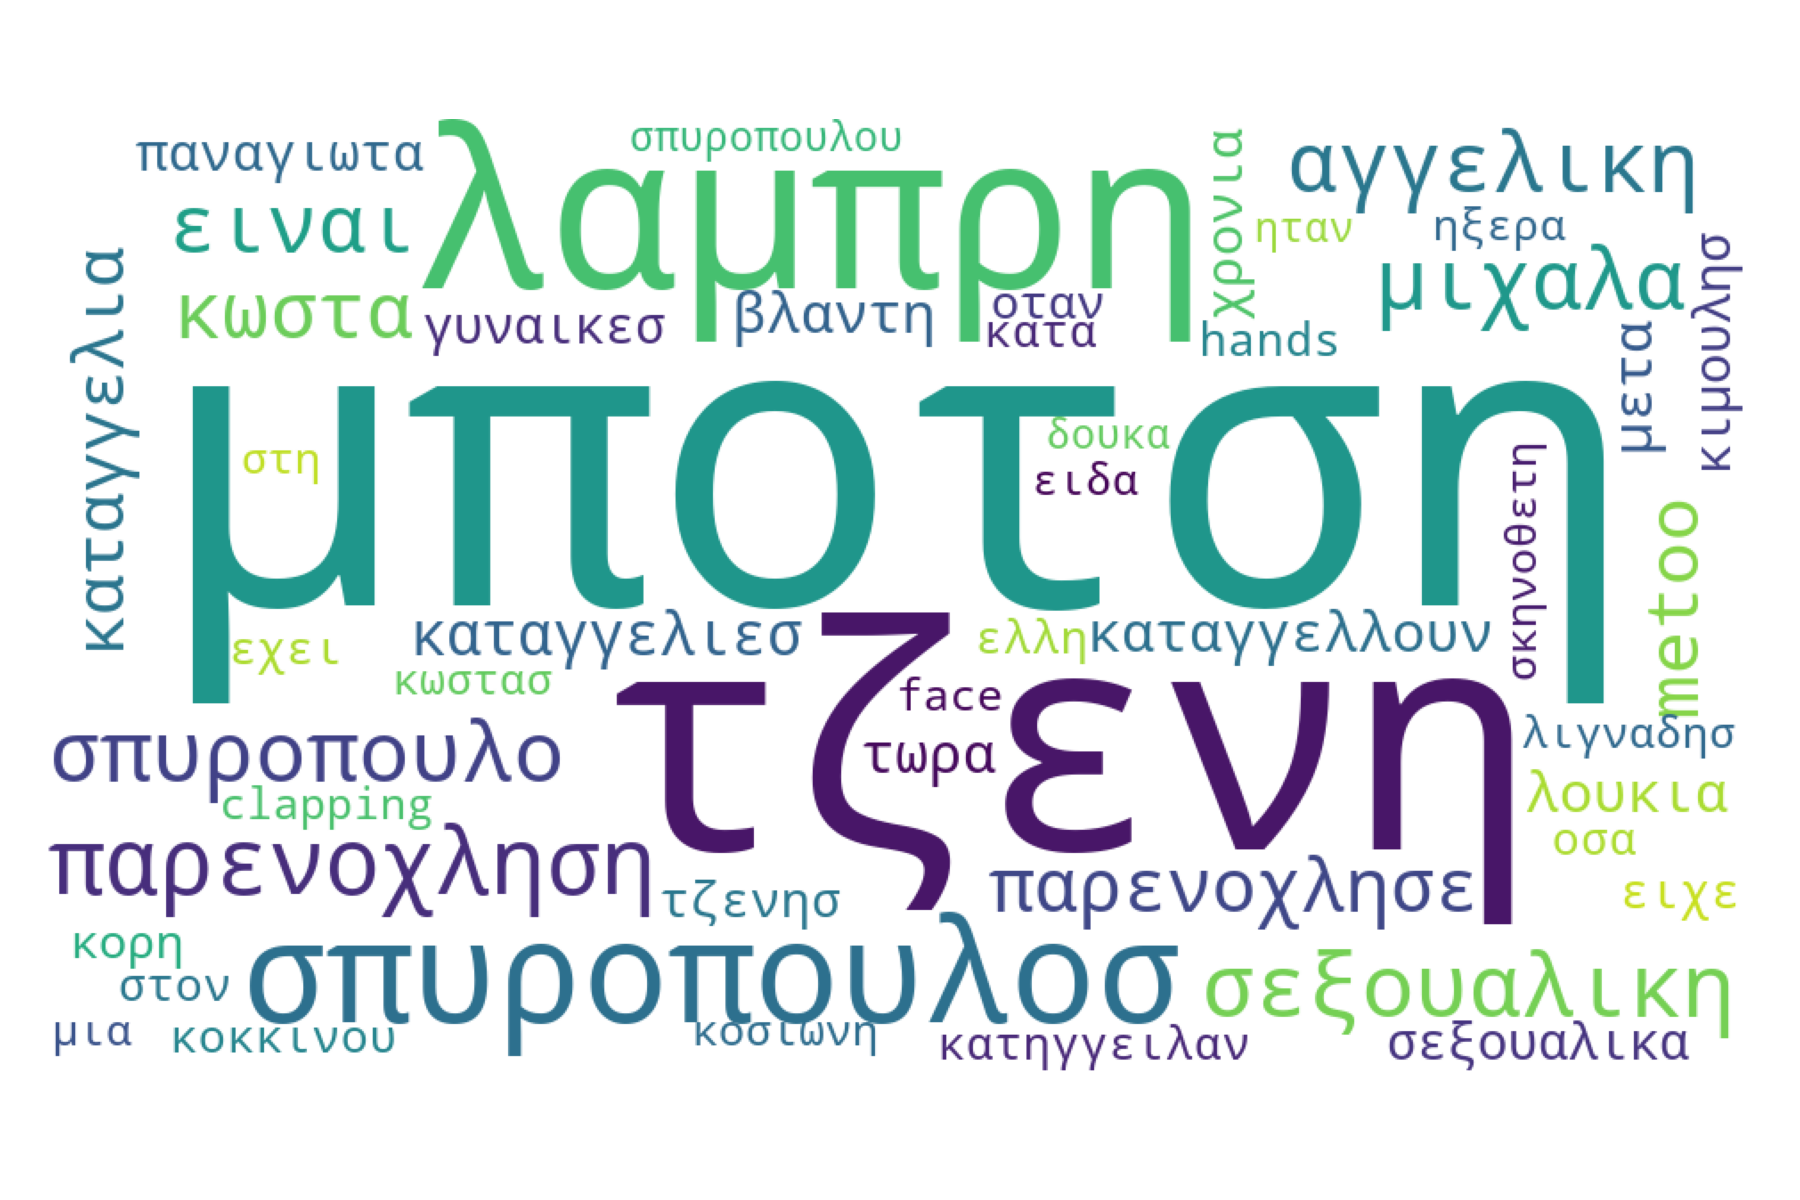 σπυροπουλου
παναγιωτα
λαμπρη
χρονια
αγγελικη
ειναι
ηταν
ηξερα
καταγγελια
κωστα
γυναικεσ
βλαντη
οταν
κατα
hands
μιχαλα
κιμουλησ
μετα
μποτση
στη
δουκα
ειδα
σκηνοθετη
metoo
εχει
καταγγελιεσ
ελλη
καταγγελλουν
κωστασ
τζενη
face
τωρα
σπυροπουλο
λιγναδησ
clapping
λουκια
οσα
παρενοχληση
τζενησ
παρενοχλησε
ειχε
κορη
στον
σπυροπουλοσ
σεξουαλικη
μια
κοκκινου
κοσιωνη
κατηγγειλαν
σεξουαλικα